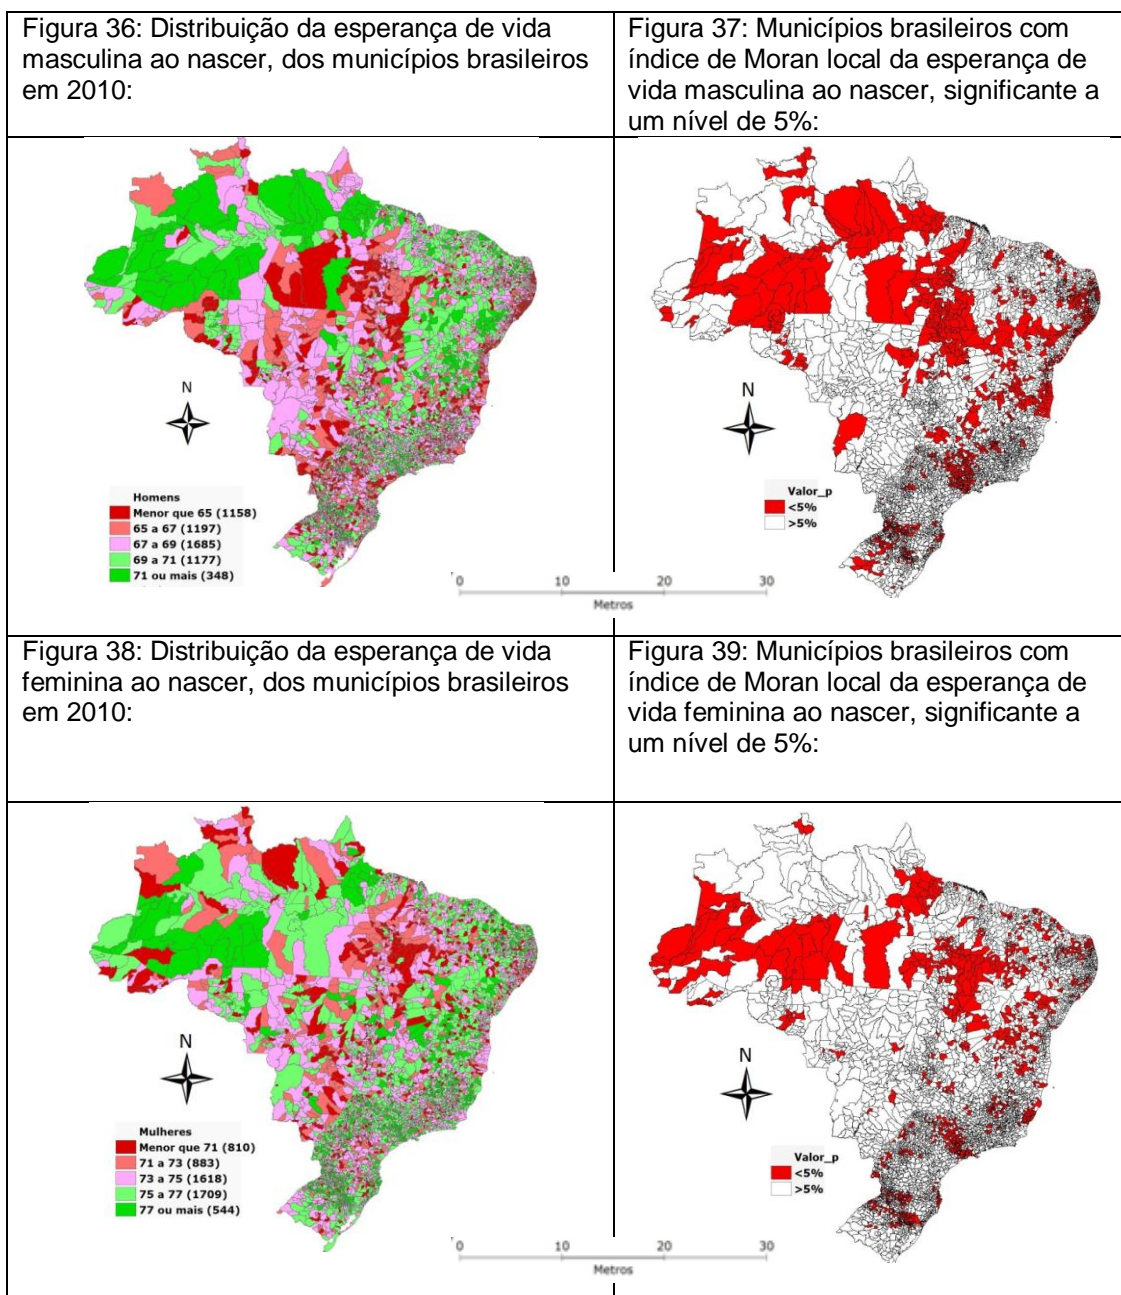 Figura 36: Distribuição da esperança de vida
masculina ao nascer, dos municípios brasileiros
em 2010:
Figura 37: Municípios brasileiros com
índice de Moran local da esperança de
vida masculina ao nascer, significante a
um nível de 5%:
N
Homens
Menor que 65 (1158)
65 a 67 (1197)
67 a 69 (1685)
69 a 71 (1177)
71 ou mais (348)
N
Valor_p
<5%
>5%
0 10 20 30
Metros
Figura 38: Distribuição da esperança de vida
feminina ao nascer, dos municípios brasileiros
em 2010:
Figura 39: Municípios brasileiros com
índice de Moran local da esperança de
vida feminina ao nascer, significante a
um nível de 5%:
N
Mulheres
Menor que 71 (810)
71 a 73 (883)
73 a 75 (1618)
75 a 77 (1709)
77 ou mais (544)
N
Valor_p
<5%
>5%
0 10 20 30
Metros